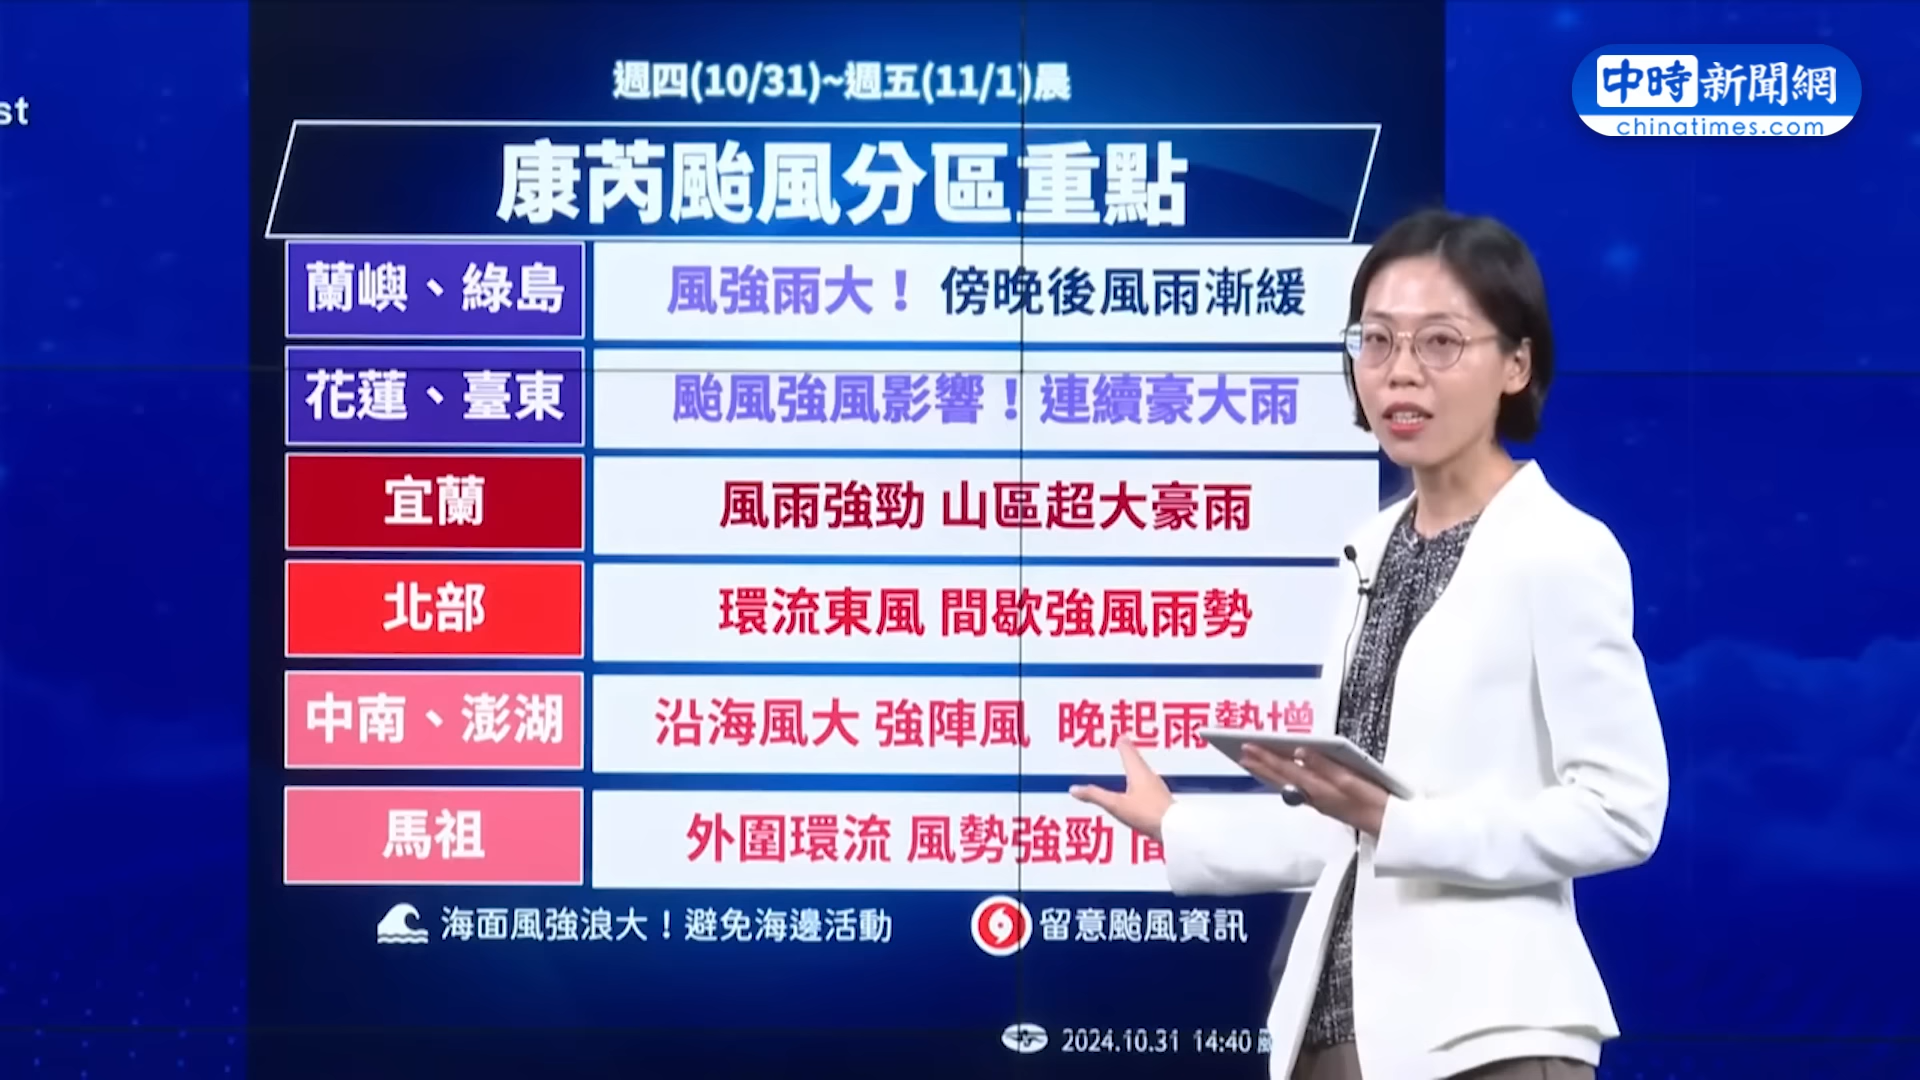 st
中時新聞網
chinatimes.com
週四(10/31)~週五(11/1)晨
康芮颱風分區重點
蘭嶼、綠島 風強雨大！ 傍晚後風雨漸緩
花蓮、臺東 颱風強風影響！連續豪大雨
宜蘭 風雨強勁 山區超大豪雨
北部 環流東風 間歇強風雨勢
中南、澎湖 沿海風大 強陣風 晚起雨勢增
馬祖 外圍環流 風勢強勁
海面風強浪大！避免海邊活動 留意颱風資訊
2024.10.31 14:40